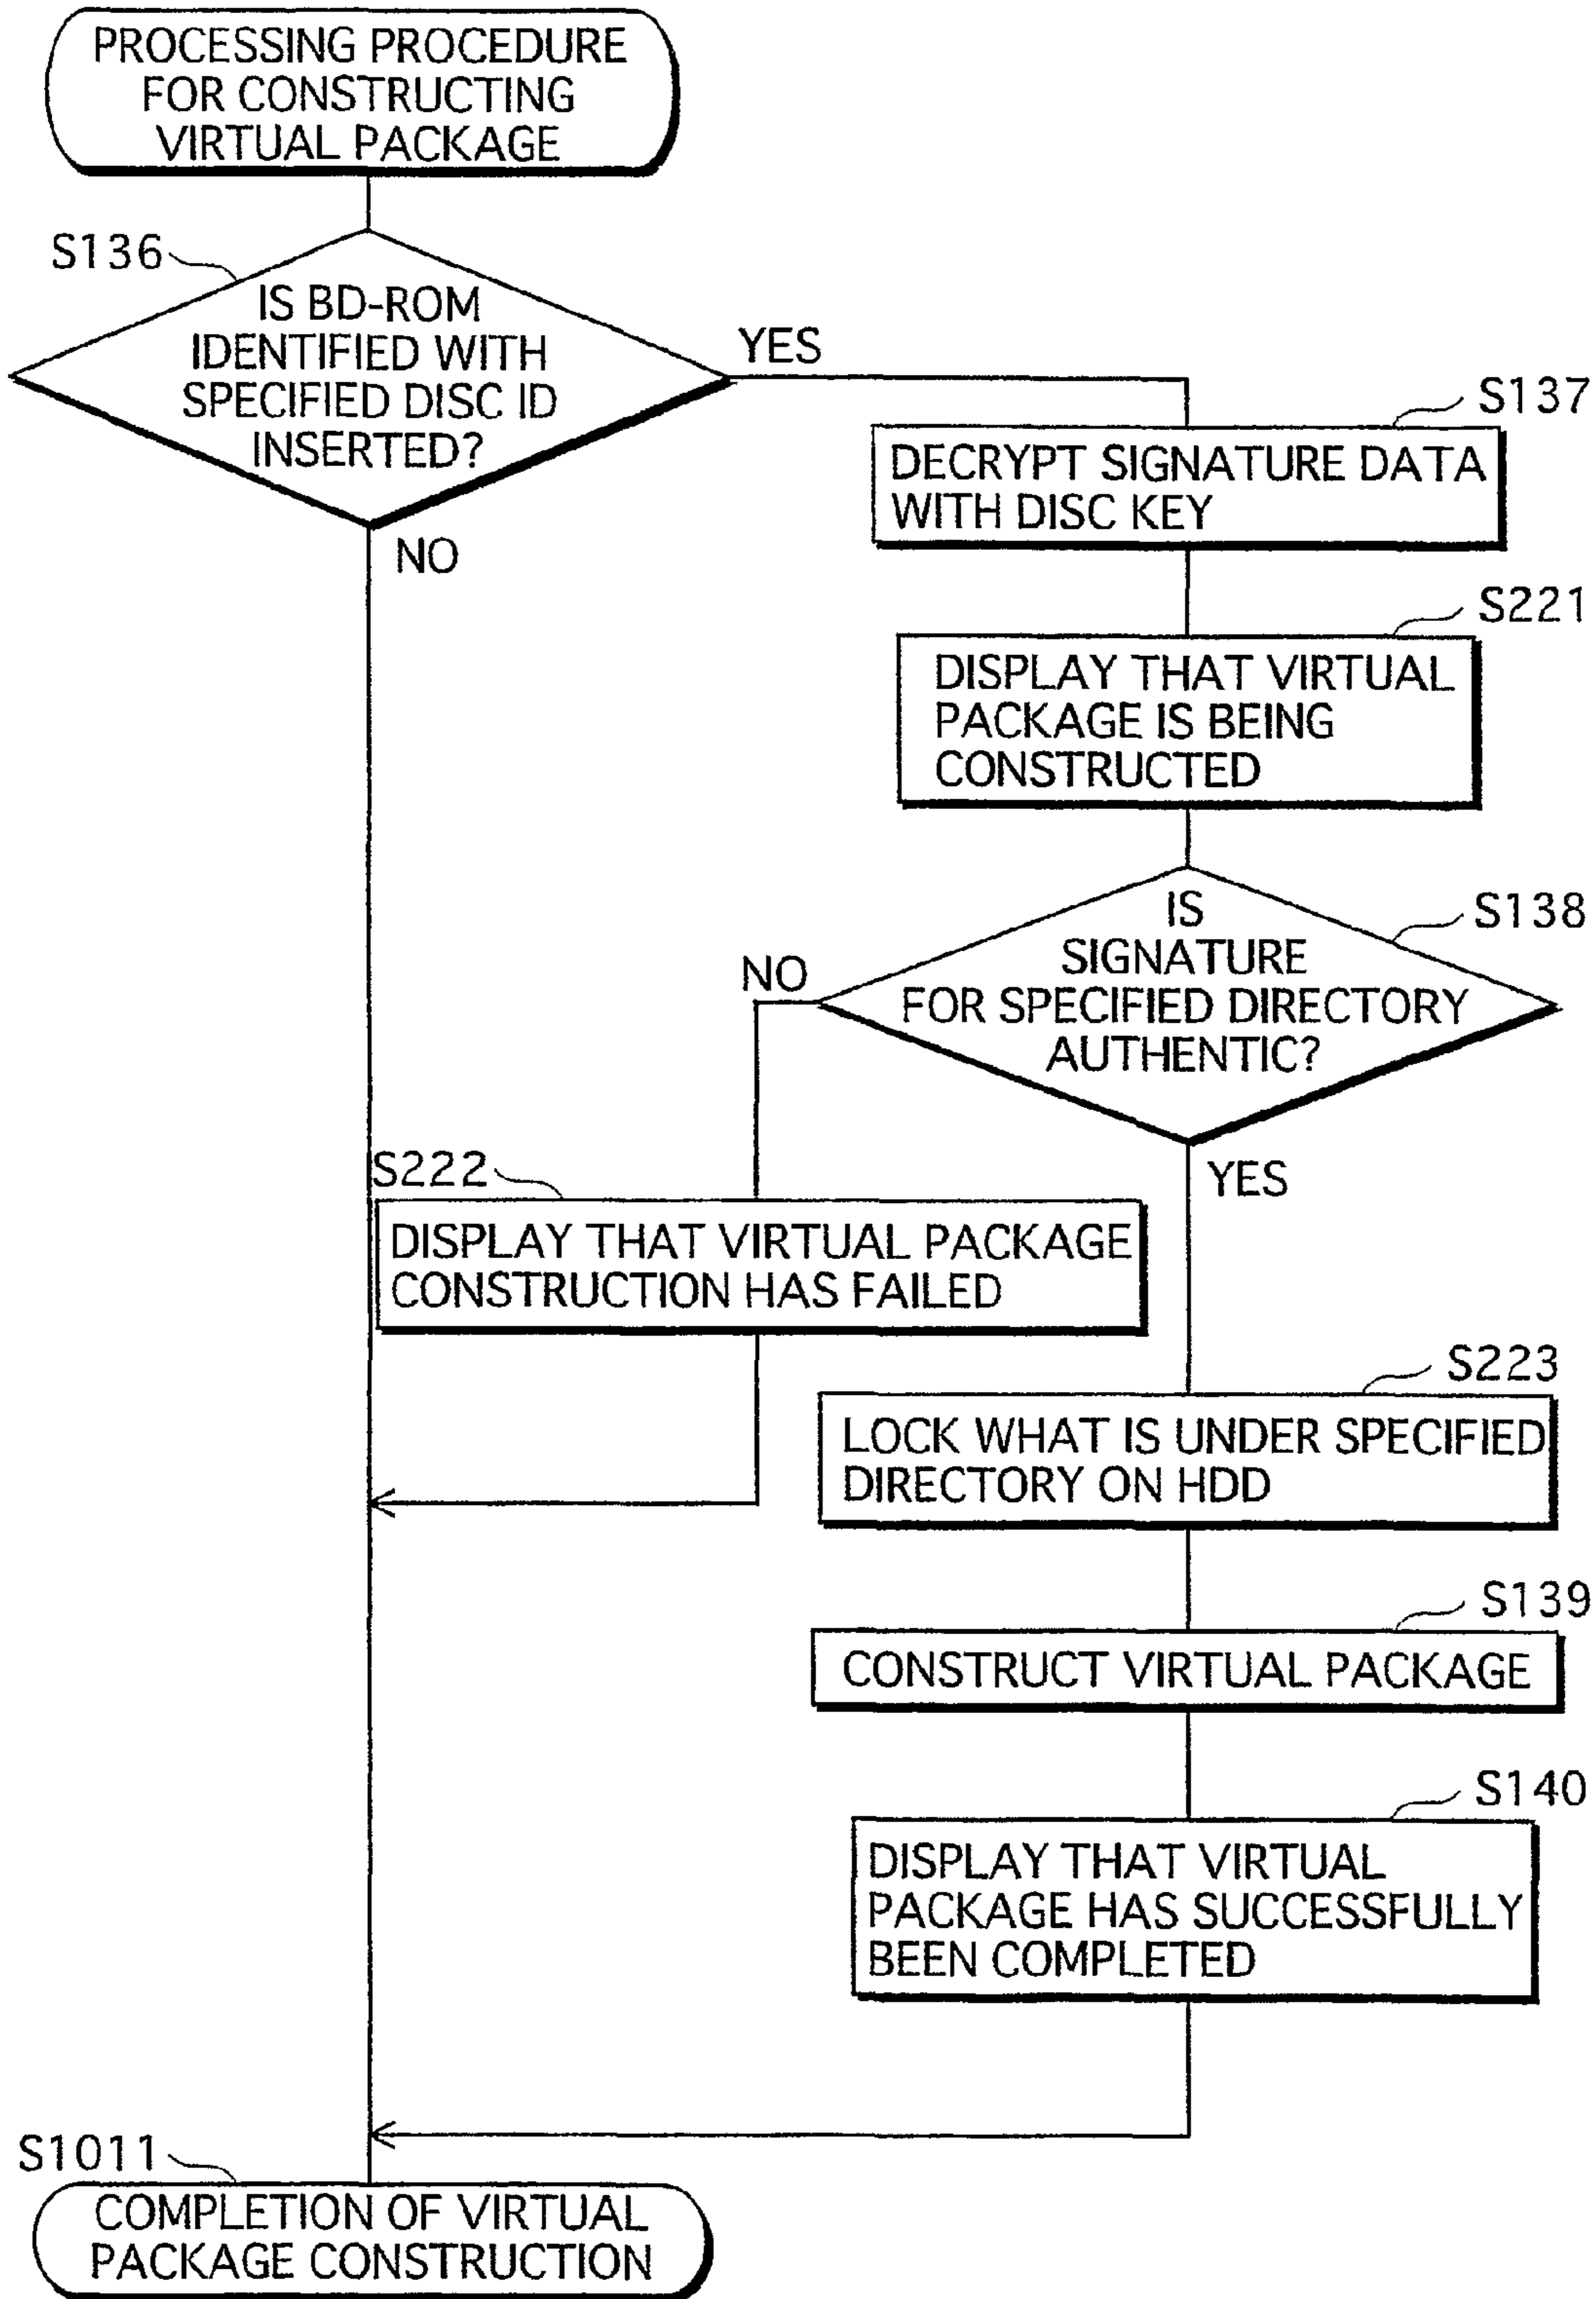 PROCESSING PROCEDURE
FOR CONSTRUCTING
VIRTUAL PACKAGE
S136
IS BD-ROM
IDENTIFIED WITH
SPECIFIED DISC ID
INSERTED?
YES
NO
S137
DECRYPT SIGNATURE DATA
WITH DISC KEY
S221
DISPLAY THAT VIRTUAL
PACKAGE IS BEING
CONSTRUCTED
S138
IS
SIGNATURE
FOR SPECIFIED DIRECTORY
AUTHENTIC?
NO
YES
S222
DISPLAY THAT VIRTUAL PACKAGE
CONSTRUCTION HAS FAILED
S223
LOCK WHAT IS UNDER SPECIFIED
DIRECTORY ON HDD
S139
CONSTRUCT VIRTUAL PACKAGE
S140
DISPLAY THAT VIRTUAL
PACKAGE HAS SUCCESSFULLY
BEEN COMPLETED
S1011
COMPLETION OF VIRTUAL
PACKAGE CONSTRUCTION